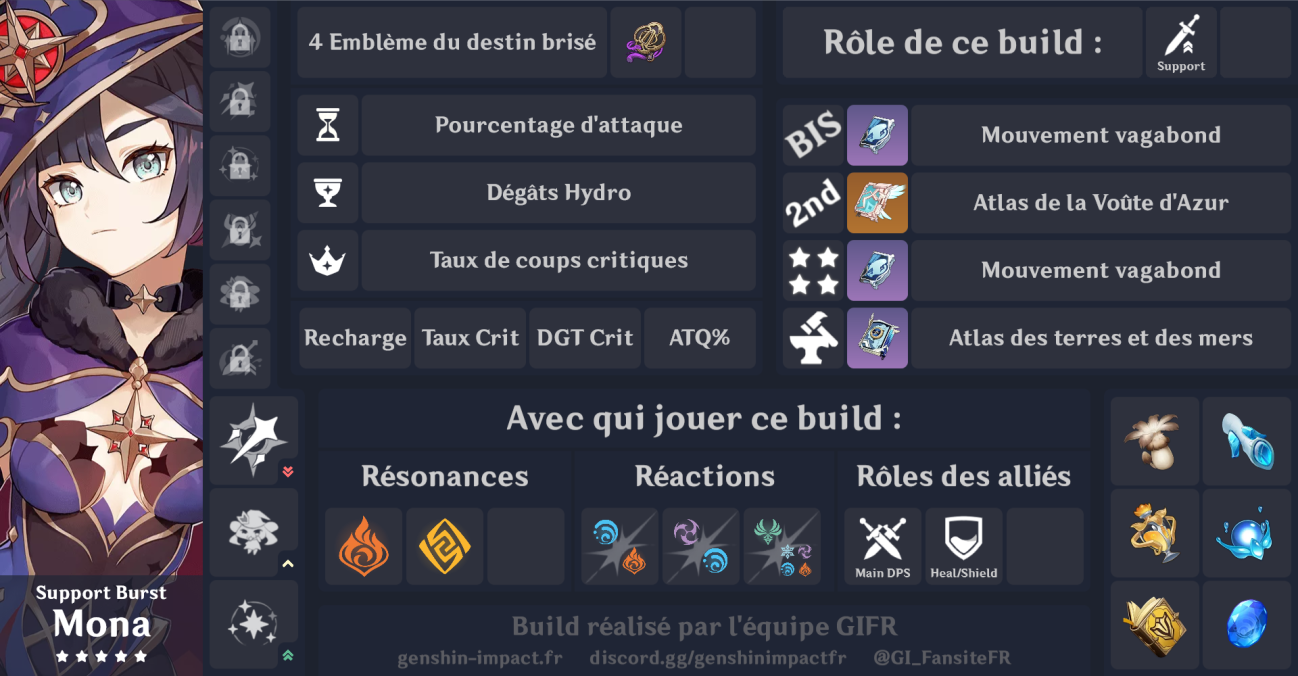 4 Emblème du destin brisé
Rôle de ce build :
Support
Pourcentage d'attaque
Dégâts Hydro
Taux de coups critiques
Recharge
Taux Crit
DGT Crit
ATQ%
BIS
Mouvement vagabond
2nd
Atlas de la Voûte d'Azur
Mouvement vagabond
Atlas des terres et des mers
Avec qui jouer ce build :
Résonances
Réactions
Rôles des alliés
Main DPS
Heal/Shield
Support Burst
Mona
Build réalisé par l'équipe GIFR
genshin-impact.fr discord.gg/genshinimpactfr @GI_FansiteFR